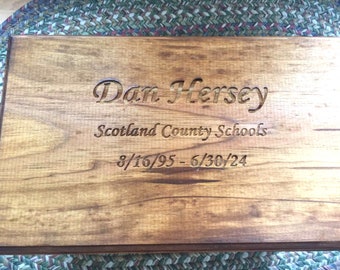 Dan Hersey
Scotland County Schools
8/16/95 - 6/30/24